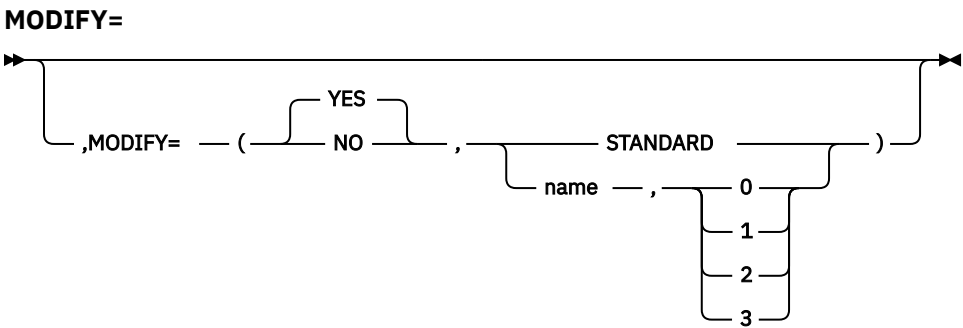 MODIFY=
YES
,MODIFY= ( NO , STANDARD )
name , 0
1
2
3